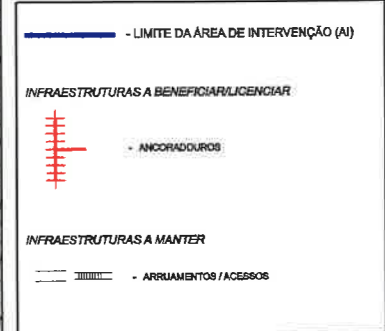 - LIMITE DA ÁREA DE INTERVENÇÃO (AI)
INFRAESTRUTURAS A BENEFICIAR/LICENCIAR
- ANCORADOUROS
INFRAESTRUTURAS A MANTER
- ARRUAMENTOS / ACESSOS